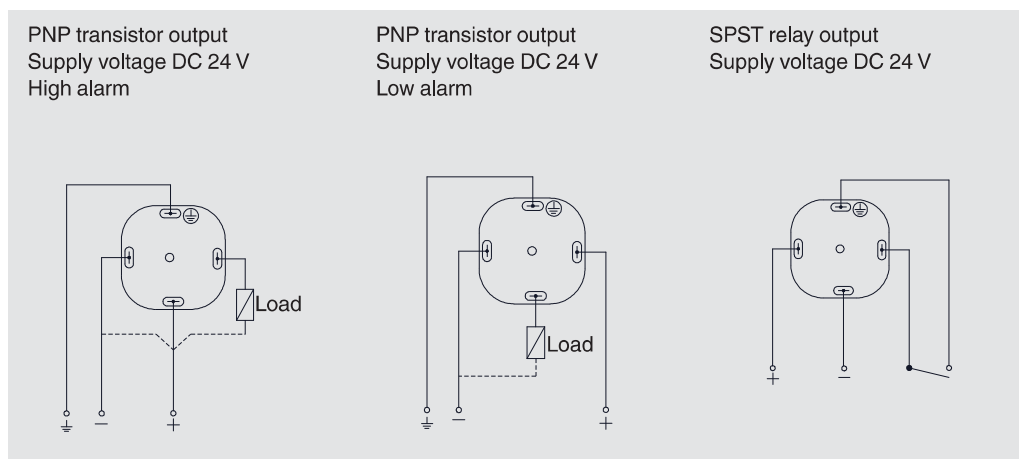 PNP transistor output
Supply voltage DC 24 V
High alarm
PNP transistor output
Supply voltage DC 24 V
Low alarm
SPST relay output
Supply voltage DC 24 V
Load
Load
+ −
− +
− +